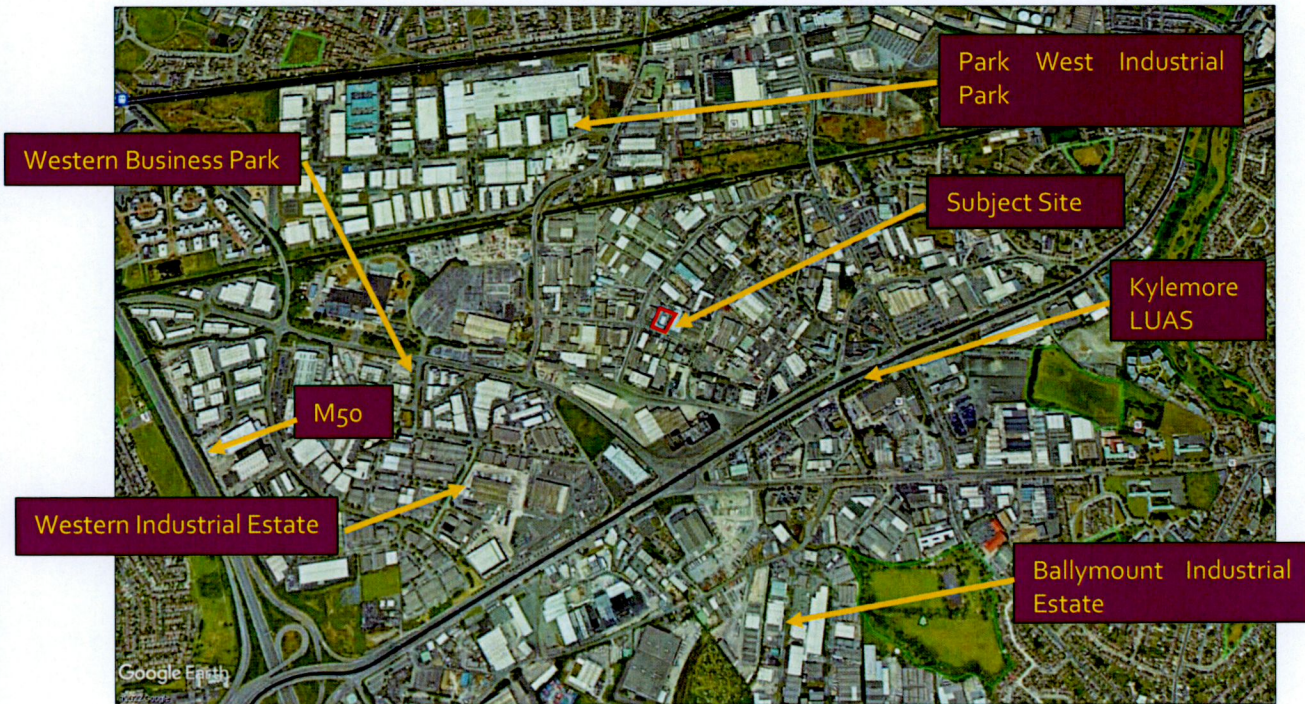 Park West Industrial
Park
Western Business Park
Subject Site
Kylemore
LUAS
M50
Western Industrial Estate
Ballymount Industrial
Estate
Google Earth